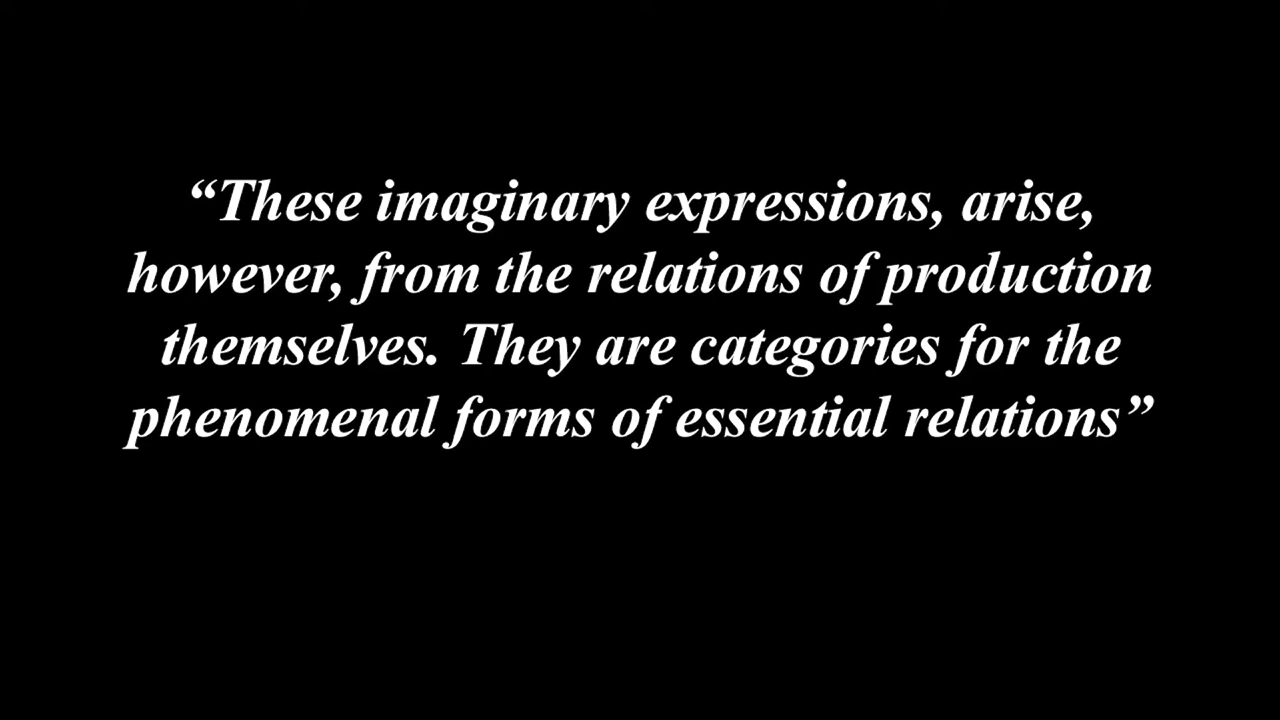 “These imaginary expressions, arise,
however, from the relations of production
themselves. They are categories for the
phenomenal forms of essential relations”